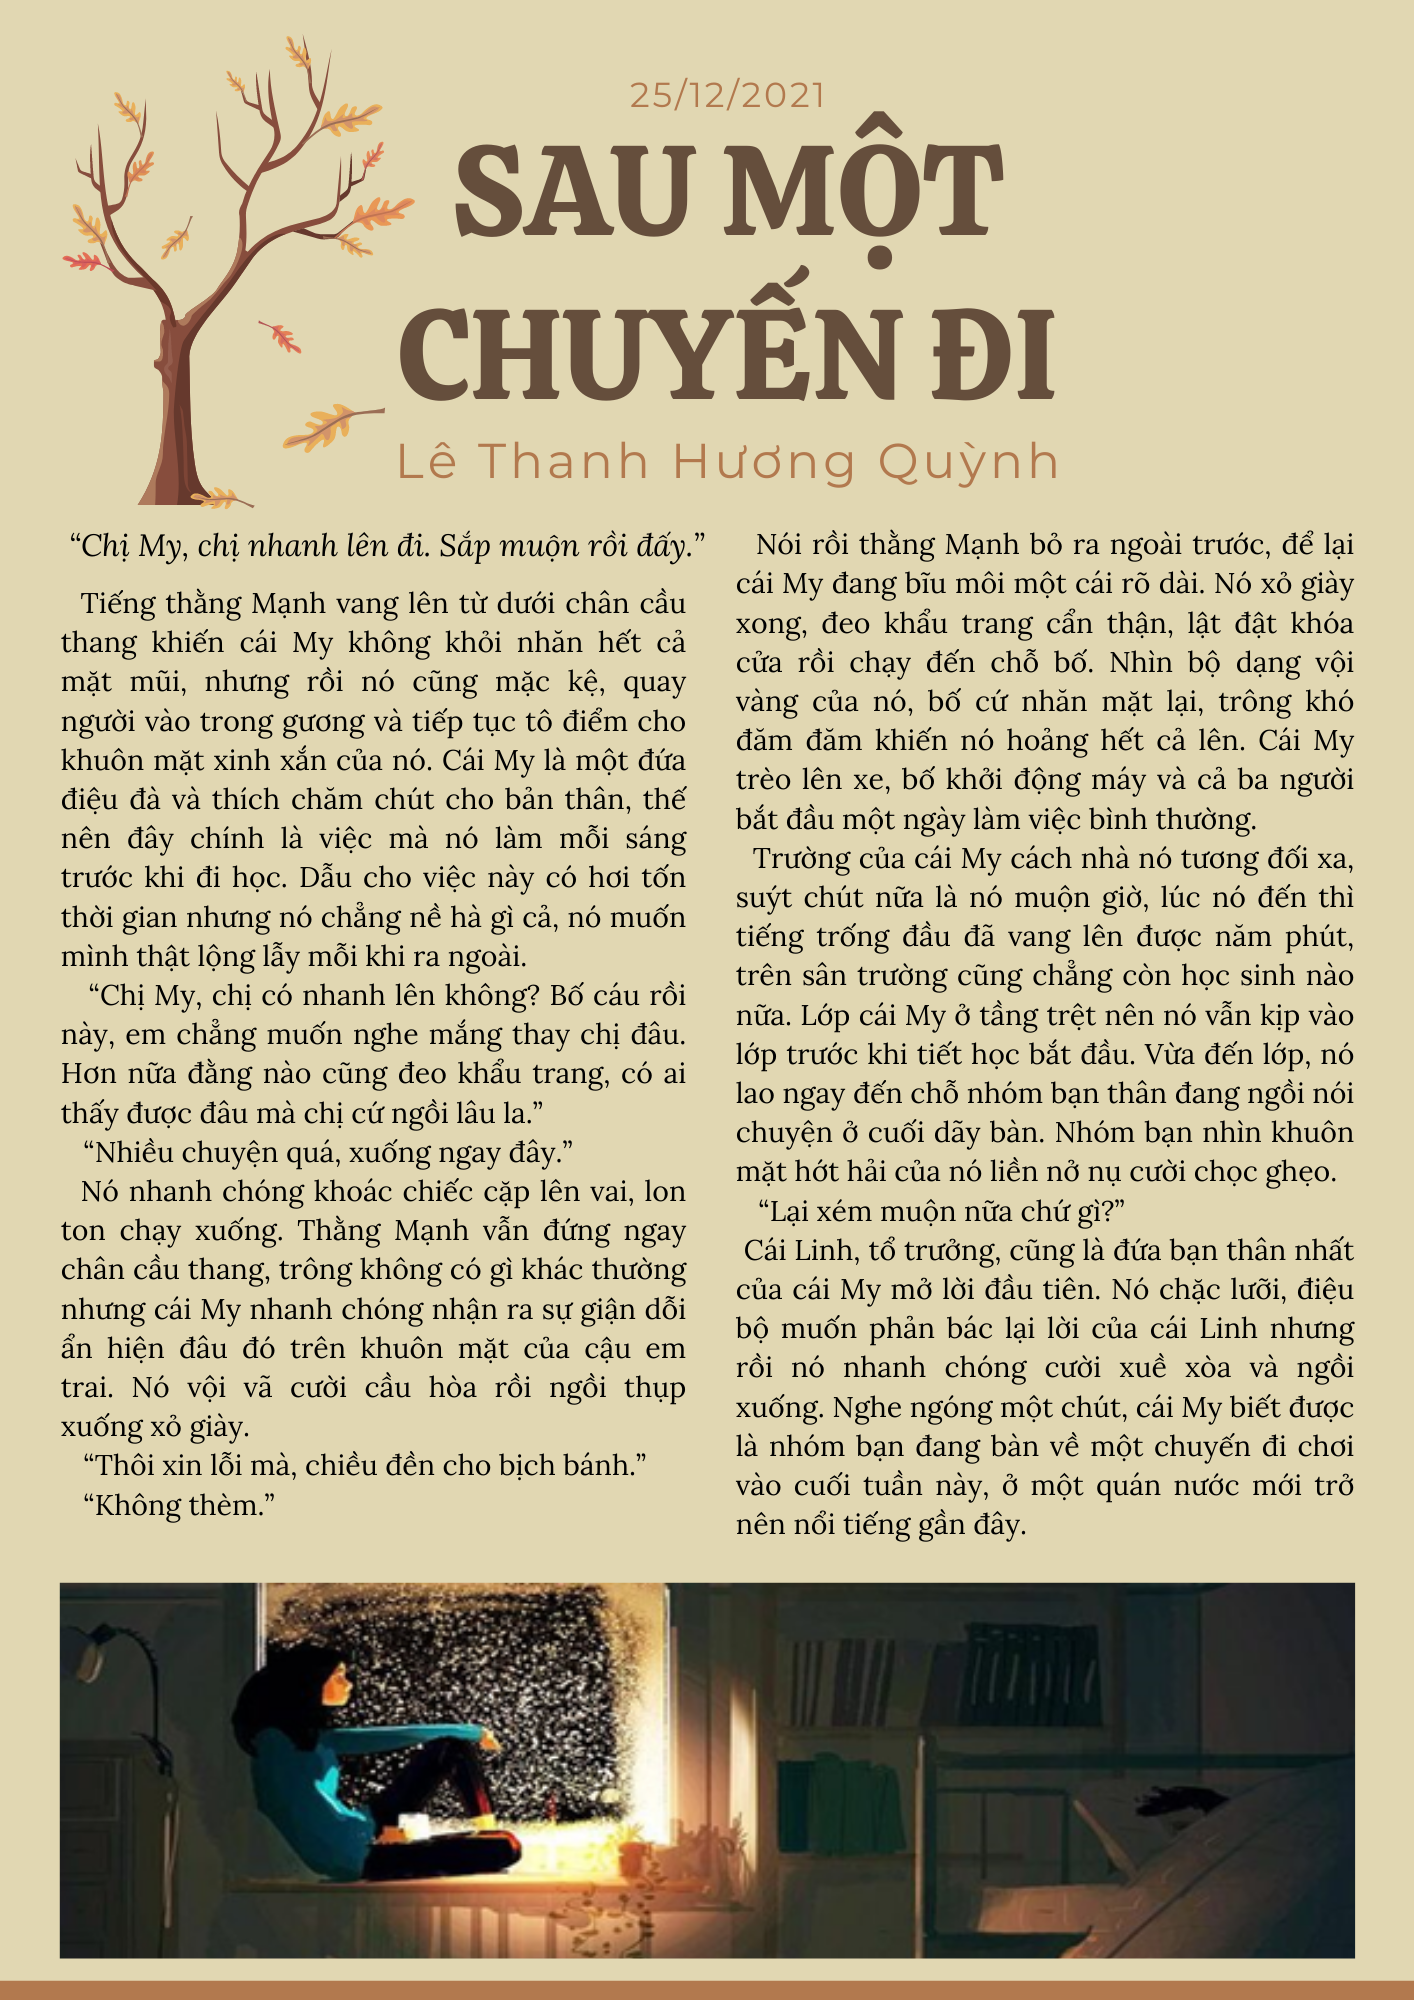 25/12/2021
SAU MỘT
CHUYẾN ĐI
Lê Thanh Hương Quỳnh
“Chị My, chị nhanh lên đi. Sắp muộn rồi đấy.”
Tiếng thằng Mạnh vang lên từ dưới chân cầu
thang khiến cái My không khỏi nhăn hết cả
mặt mũi, nhưng rồi nó cũng mặc kệ, quay
người vào trong gương và tiếp tục tô điểm cho
khuôn mặt xinh xắn của nó. Cái My là một đứa
điệu đà và thích chăm chút cho bản thân, thế
nên đây chính là việc mà nó làm mỗi sáng
trước khi đi học. Dẫu cho việc này có hơi tốn
thời gian nhưng nó chẳng nề hà gì cả, nó muốn
mình thật lộng lẫy mỗi khi ra ngoài.
“Chị My, chị có nhanh lên không? Bố cáu rồi
này, em chẳng muốn nghe mắng thay chị đâu.
Hơn nữa đằng nào cũng đeo khẩu trang, có ai
thấy được đâu mà chị cứ ngồi lâu la.”
“Nhiều chuyện quá, xuống ngay đây.”
Nó nhanh chóng khoác chiếc cặp lên vai, lon
ton chạy xuống. Thằng Mạnh vẫn đứng ngay
chân cầu thang, trông không có gì khác thường
nhưng cái My nhanh chóng nhận ra sự giận dỗi
ẩn hiện đâu đó trên khuôn mặt của cậu em
trai. Nó vội vã cười cầu hòa rồi ngồi thụp
xuống xỏ giày.
“Thôi xin lỗi mà, chiều đền cho bịch bánh.”
“Không thèm.”
Nói rồi thằng Mạnh bỏ ra ngoài trước, để lại
cái My đang bĩu môi một cái rõ dài. Nó xỏ giày
xong, đeo khẩu trang cẩn thận, lật đật khóa
cửa rồi chạy đến chỗ bố. Nhìn bộ dạng vội
vàng của nó, bố cứ nhăn mặt lại, trông khó
đăm đăm khiến nó hoảng hết cả lên. Cái My
trèo lên xe, bố khởi động máy và cả ba người
bắt đầu một ngày làm việc bình thường.
Trường của cái My cách nhà nó tương đối xa,
suýt chút nữa là nó muộn giờ, lúc nó đến thì
tiếng trống đầu đã vang lên được năm phút,
trên sân trường cũng chẳng còn học sinh nào
nữa. Lớp cái My ở tầng trệt nên nó vẫn kịp vào
lớp trước khi tiết học bắt đầu. Vừa đến lớp, nó
lao ngay đến chỗ nhóm bạn thân đang ngồi nói
chuyện ở cuối dãy bàn. Nhóm bạn nhìn khuôn
mặt hớt hải của nó liền nở nụ cười chọc ghẹo.
“Lại xém muộn nữa chứ gì?”
Cái Linh, tổ trưởng, cũng là đứa bạn thân nhất
của cái My mở lời đầu tiên. Nó chặc lưỡi, điệu
bộ muốn phản bác lại lời của cái Linh nhưng
rồi nó nhanh chóng cười xuề xòa và ngồi
xuống. Nghe ngóng một chút, cái My biết được
là nhóm bạn đang bàn về một chuyến đi chơi
vào cuối tuần này, ở một quán nước mới trở
nên nổi tiếng gần đây.